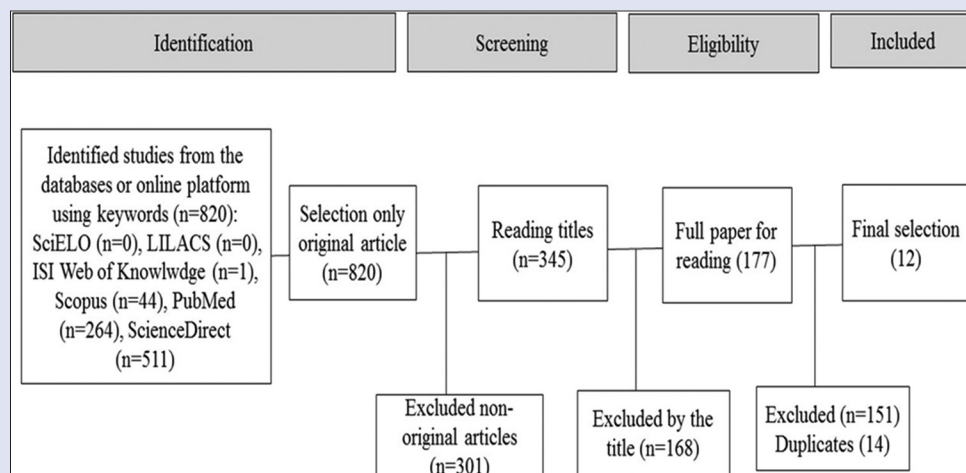 Identification
Screening
Eligibility
Included
Identified studies from the
databases or online platform
using keywords (n=820):
SciELO (n=0), LILACS (n=0),
ISI Web of Knowlwdge (n=1),
Scopus (n=44), PubMed
(n=264), ScienceDirect
(n=511)
Selection only
original article
(n=820)
Reading titles
(n=345)
Full paper for
reading (177)
Final selection
(12)
Excluded non-
original articles
(n=301)
Excluded by the
title (n=168)
Excluded (n=151)
Duplicates (14)